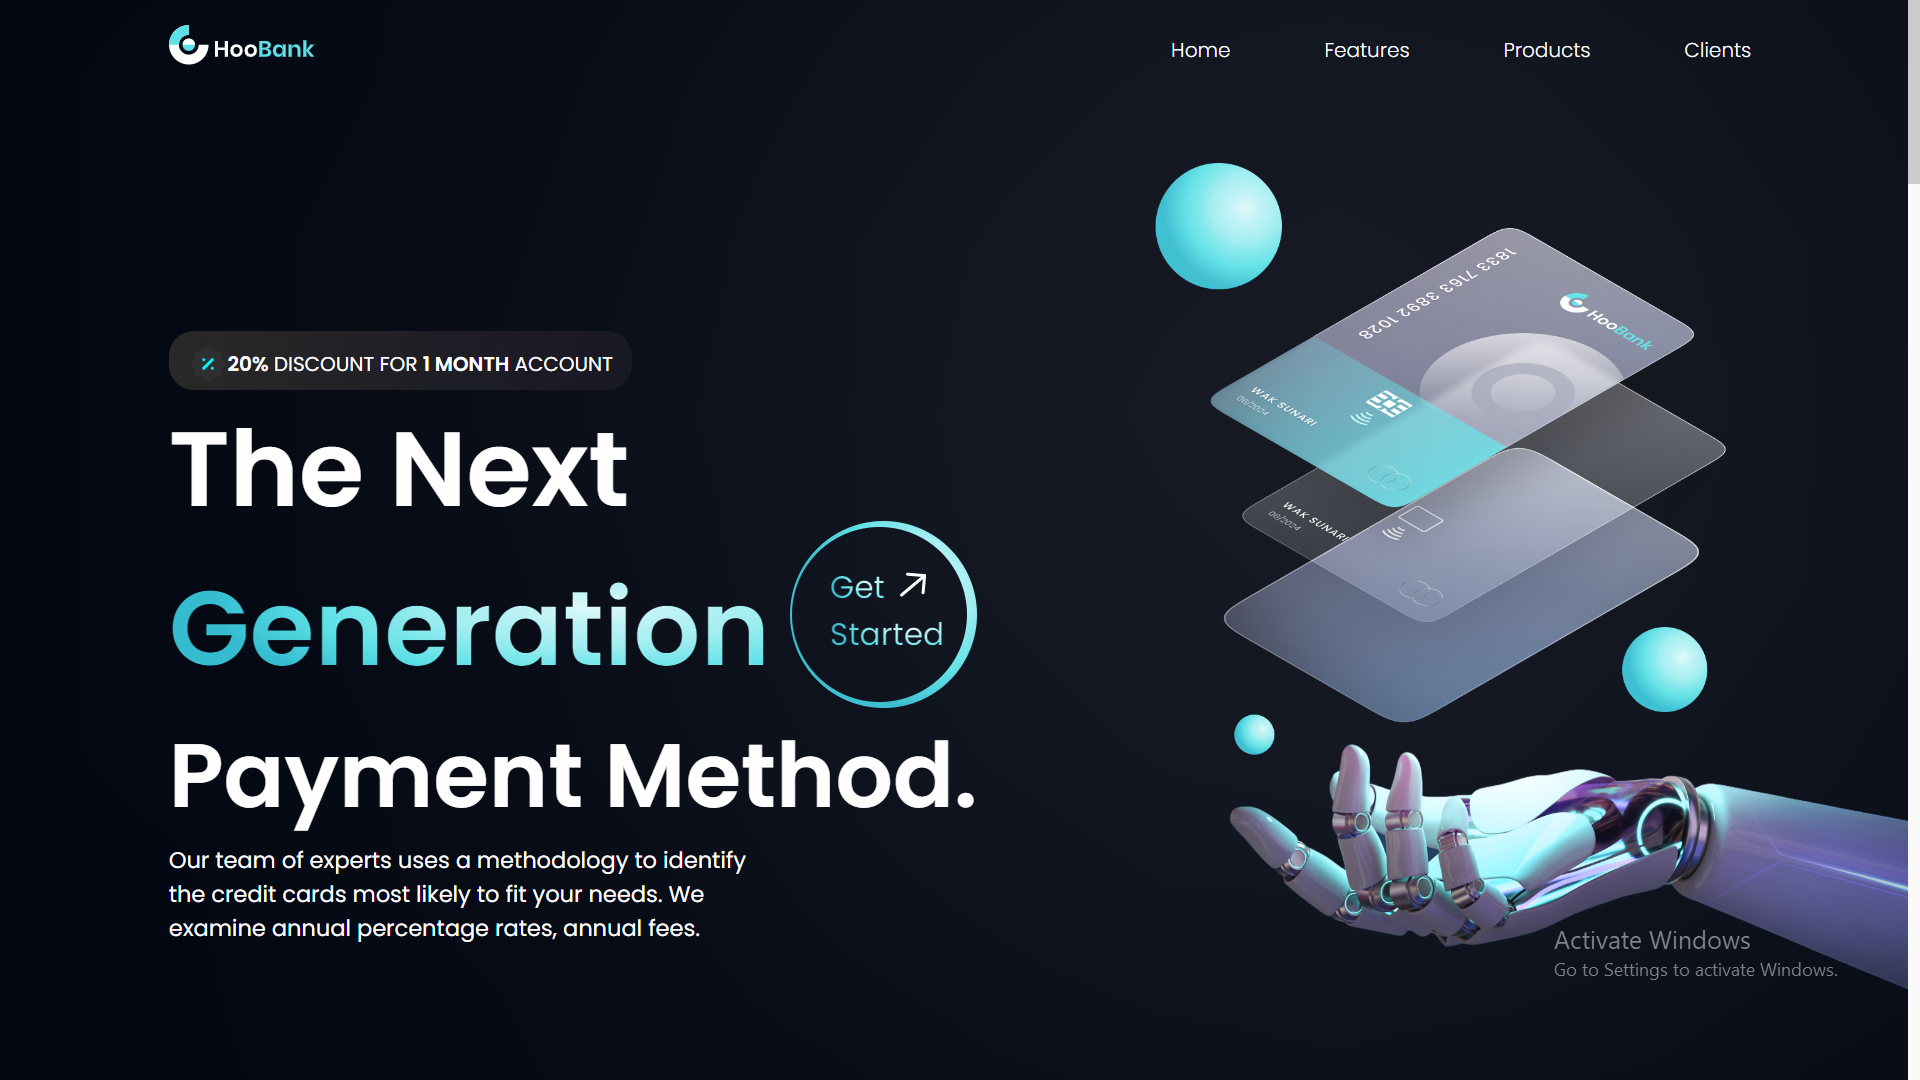 HooBank
Home
Features
Products
Clients
20% DISCOUNT FOR 1 MONTH ACCOUNT
The Next
Generation
Payment Method.
Get
Started
Our team of experts uses a methodology to identify
the credit cards most likely to fit your needs. We
examine annual percentage rates, annual fees.
1833 7163 3892 1028
HooBank
WAK SUNARI
08/2024
WAK SUNARI
08/2024
Activate Windows
Go to Settings to activate Windows.